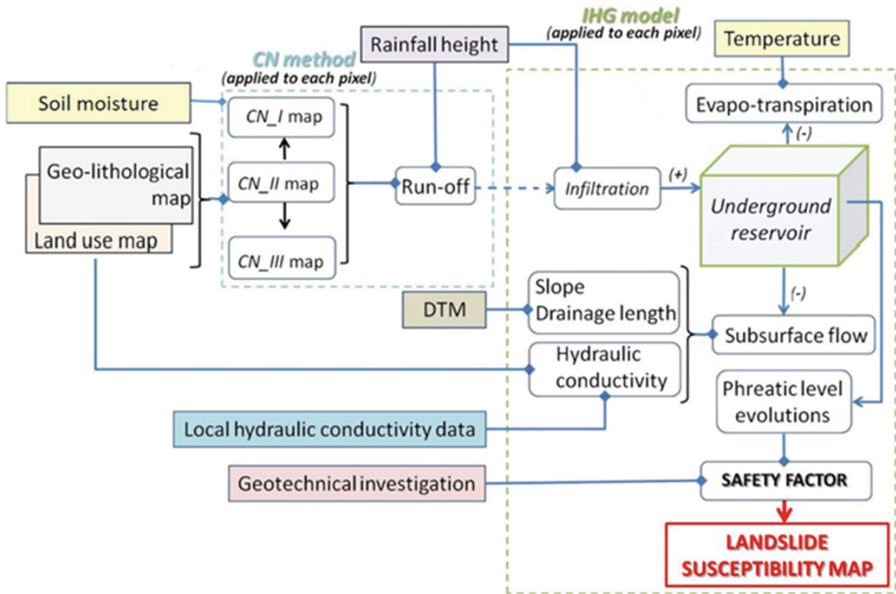 CN method
(applied to each pixel)
Rainfall height
IHG model
(applied to each pixel)
Temperature
Soil moisture
CN_I map
Evapo-transpiration
(-)
Geo-lithological
map
Land use map
CN_II map
Run-off
Infiltration
(+)
Underground
reservoir
CN_III map
(-)
DTM
Slope
Drainage length
Subsurface flow
Hydraulic
conductivity
Phreatic level
evolutions
Local hydraulic conductivity data
Geotechnical investigation
SAFETY FACTOR
LANDSLIDE
SUSCEPTIBILITY MAP